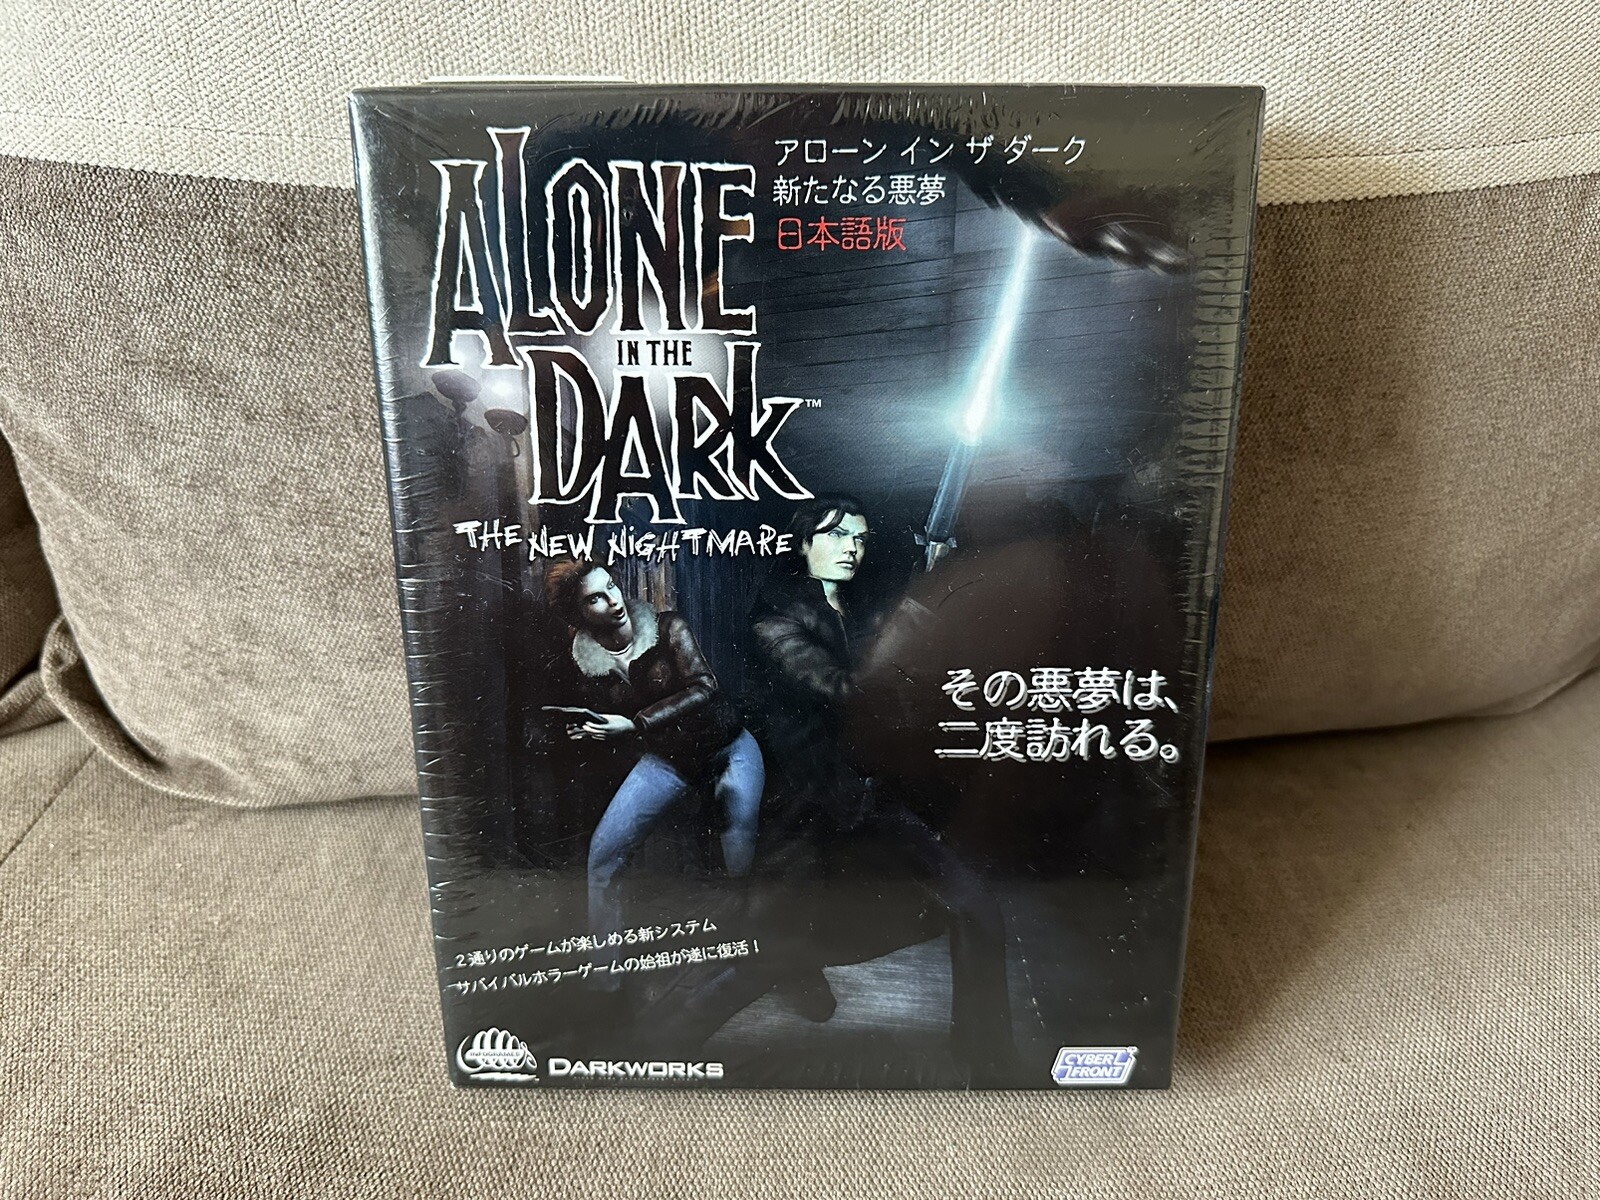 ALONE
IN THE
DARK™
THE NEW NIGHTMARE
アローン イン ザ ダーク
新たなる悪夢
日本語版
その悪夢は、
二度訪れる。
2通りのゲームが楽しめる新システム
サバイバルホラーゲームの始祖が遂に復活!
INFOGRAMES
DARKWORKS
CYBER
FRONT